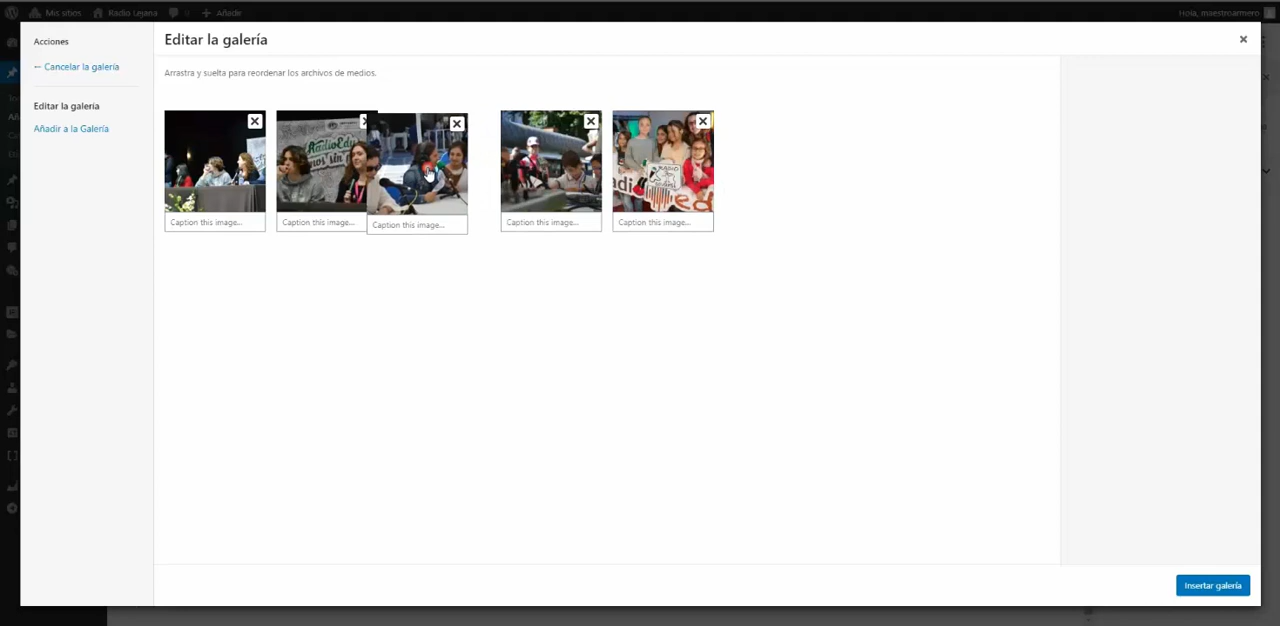 Mis sitios Radio Lejana 0 Añadir Hola, maestroarmero
Acciones
← Cancelar la galería
Editar la galería
Añadir a la Galería
Editar la galería
Arrastra y suelta para reordenar los archivos de medios.
RadioEdu
Caption this image...
Caption this image...
Caption this image...
Caption this image...
Caption this image...
Insertar galería